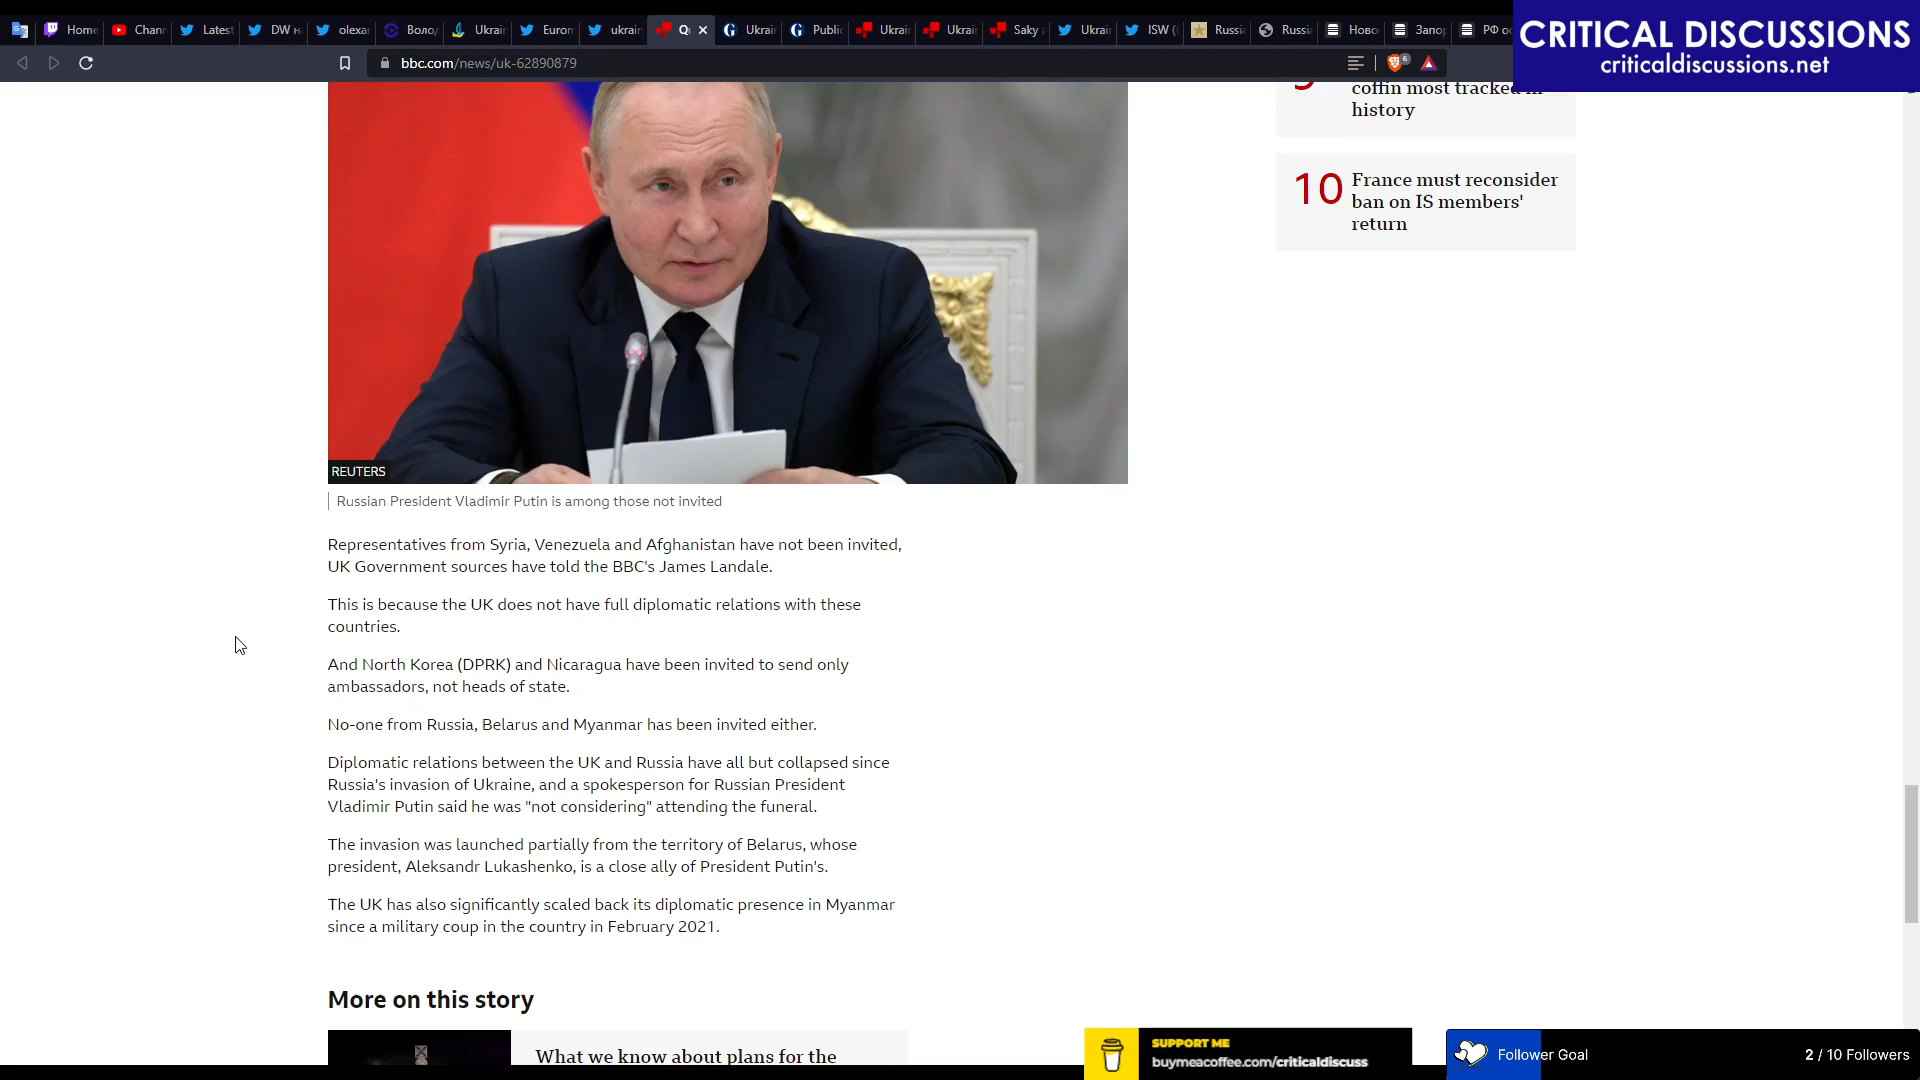 Home
Chann
Latest
DW н
olexar
Волод
Ukrai
Euron
ukrain
Qu
Ukrai
Public
Ukrai
Ukrai
Saky a
Ukrai
ISW (
Russia
Russia
Ново
Запор
РФ о
CRITICAL DISCUSSIONS
criticaldiscussions.net
bbc.com/news/uk-62890879
6
coffin most tracked in
history
10
France must reconsider
ban on IS members'
return
REUTERS
Russian President Vladimir Putin is among those not invited
Representatives from Syria, Venezuela and Afghanistan have not been invited,
UK Government sources have told the BBC's James Landale.
This is because the UK does not have full diplomatic relations with these
countries.
And North Korea (DPRK) and Nicaragua have been invited to send only
ambassadors, not heads of state.
No-one from Russia, Belarus and Myanmar has been invited either.
Diplomatic relations between the UK and Russia have all but collapsed since
Russia's invasion of Ukraine, and a spokesperson for Russian President
Vladimir Putin said he was "not considering" attending the funeral.
The invasion was launched partially from the territory of Belarus, whose
president, Aleksandr Lukashenko, is a close ally of President Putin's.
The UK has also significantly scaled back its diplomatic presence in Myanmar
since a military coup in the country in February 2021.
More on this story
What we know about plans for the
SUPPORT ME
buymeacoffee.com/criticaldiscuss
Follower Goal
2 / 10 Followers